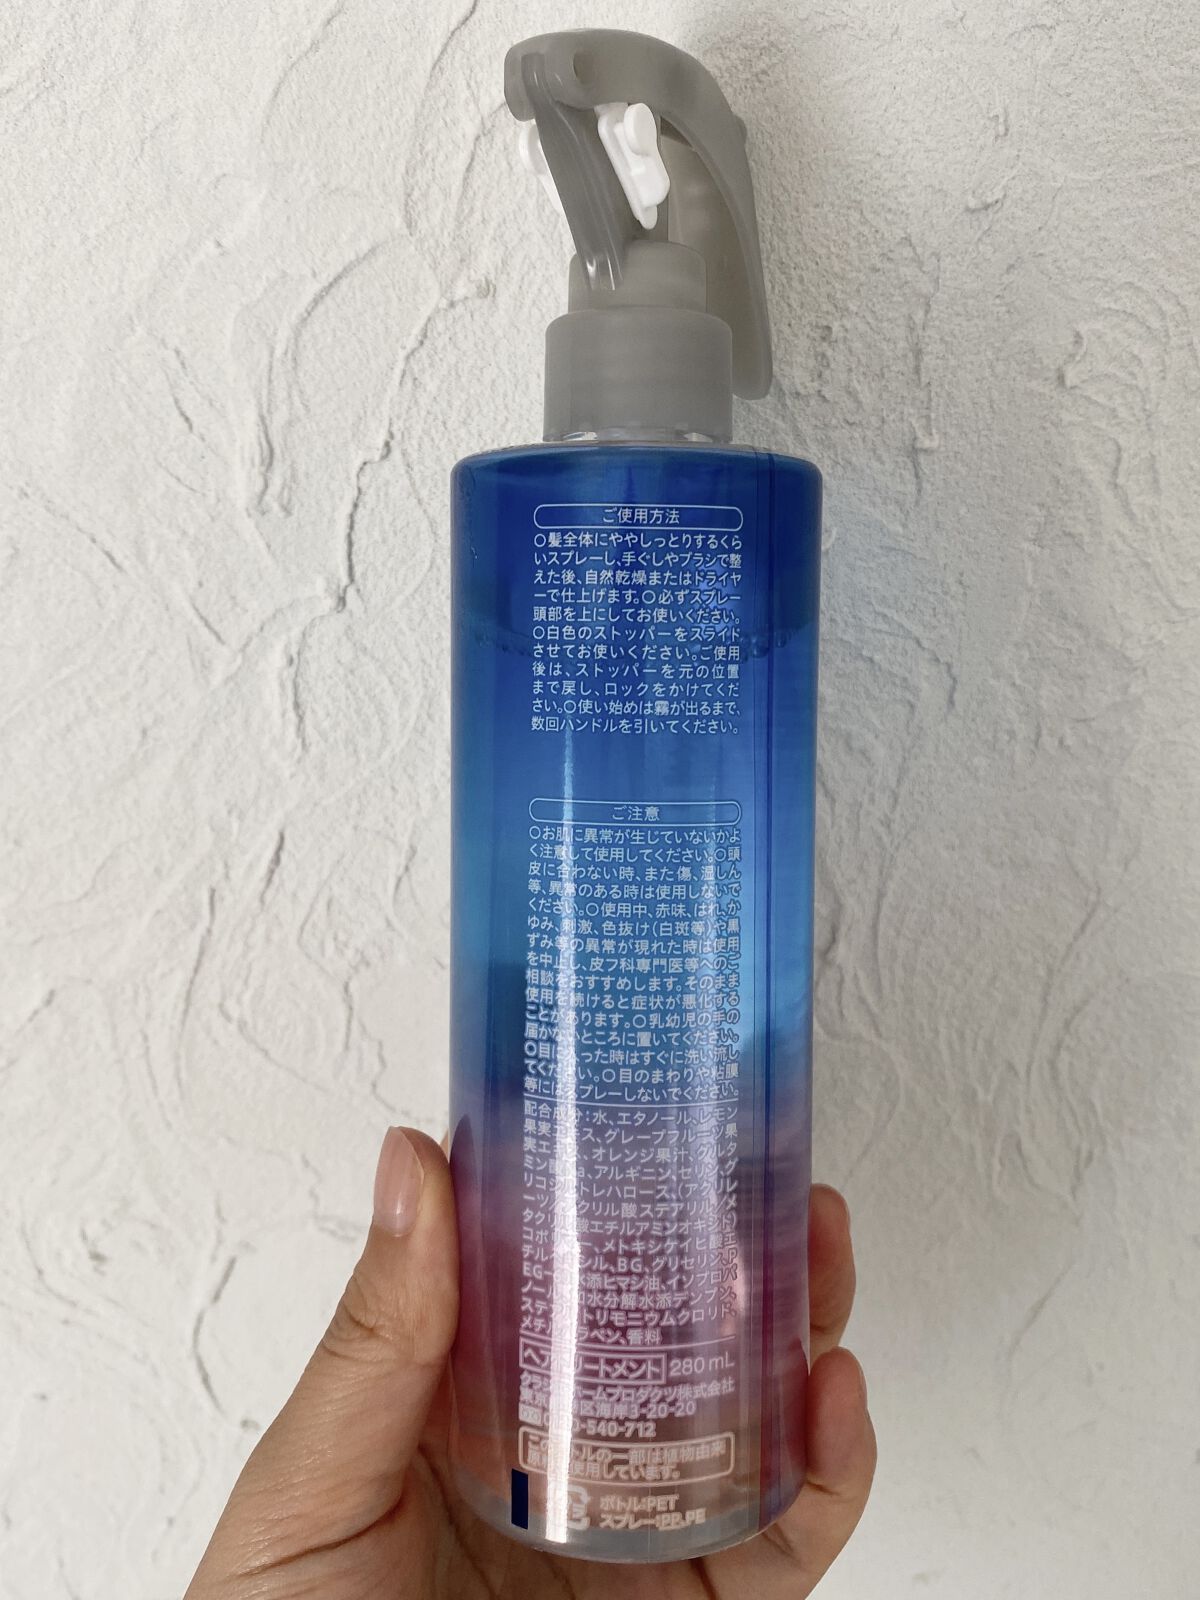 ご使用方法
○髪全体にややしっとりするくら
いスプレーし、手ぐしやブラシで整
えた後、自然乾燥またはドライヤ
ーで仕上げます。○必ずスプレー
頭部を上にしてお使いください。
○白色のストッパーをスライド
させてお使いください。ご使用
後は、ストッパーを元の位置
まで戻し、ロックをかけてくだ
さい。○使い始めは霧が出るまで、
数回ハンドルを引いてください。
ご注意
○お肌に異常が生じていないかよ
く注意して使用してください。○頭
皮に合わない時、また傷、湿しん
等、異常のある時は使用しないで
ください。○使用中、赤味、はれ、か
ゆみ、刺激、色抜け(白斑等)や黒
ずみ等の異常が現れた時は使用
を中止し、皮フ科専門医等へのご
相談をおすすめします。そのまま
使用を続けると症状が悪化する
ことがあります。○乳幼児の手の
届かないところに置いてください。
○目に入った時はすぐに洗い流し
てください。○目のまわりや粘膜
等にはスプレーしないでください。
配合成分:水、エタノール、レモン
果実エキス、グレープフルーツ果
実エキス、オレンジ果汁、グルタ
ミン酸Na、アルギニン、セリン、グ
リコシルトレハロース、(アクリレ
ーツ/アクリル酸ステアリル/メ
タクリル酸エチルアミンオキシド)
コポリマー、メトキシケイヒ酸エ
チルヘキシル、BG、グリセリン、P
EG-水添ヒマシ油、イソプロパ
ノール、加水分解水添デンプン、
ステアルトリモニウムクロリド、
メチルパラベン、香料
ヘアトリートメント 280mL
クラシエホームプロダクツ株式会社
東京 区海岸3-20-20
-540-712
このボトルの一部は植物由来
原料を使用しています。
ボトル:PET
スプレー:PP,PE